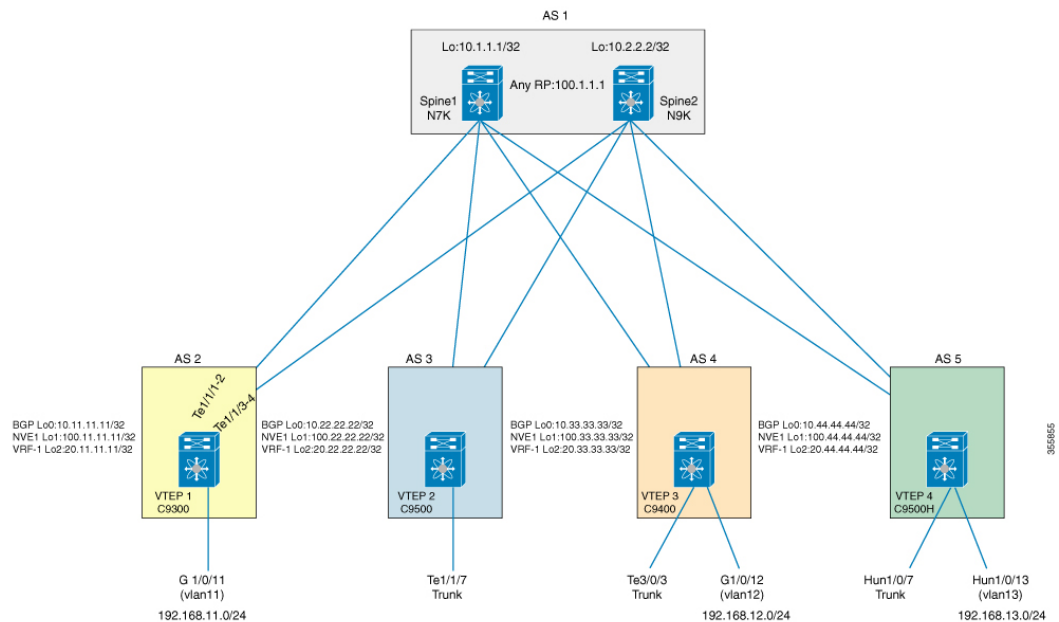 AS 1
Lo:10.1.1.1/32
Lo:10.2.2.2/32
Any RP:100.1.1.1
Spine1
N7K
Spine2
N9K
AS 2
AS 3
AS 4
AS 5
Te1/1/1-2
Te1/1/3-4
BGP Lo0:10.11.11.11/32
NVE1 Lo1:100.11.11.11/32
VRF-1 Lo2:20.11.11.11/32
BGP Lo0:10.22.22.22/32
NVE1 Lo1:100.22.22.22/32
VRF-1 Lo2:20.22.22.22/32
BGP Lo0:10.33.33.33/32
NVE1 Lo1:100.33.33.33/32
VRF-1 Lo2:20.33.33.33/32
BGP Lo0:10.44.44.44/32
NVE1 Lo1:100.44.44.44/32
VRF-1 Lo2:20.44.44.44/32
355855
VTEP 1
C9300
VTEP 2
C9500
VTEP 3
C9400
VTEP 4
C9500H
G 1/0/11
(vlan11)
192.168.11.0/24
Te1/1/7
Trunk
Te3/0/3
Trunk
G1/0/12
(vlan12)
192.168.12.0/24
Hun1/0/7
Trunk
Hun1/0/13
(vlan13)
192.168.13.0/24